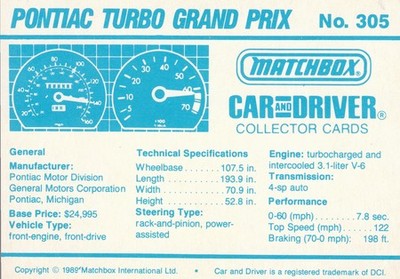 PONTIAC TURBO GRAND PRIX No. 305
MATCHBOX
CAR AND DRIVER®
COLLECTOR CARDS
General
Manufacturer:
Pontiac Motor Division
General Motors Corporation
Pontiac, Michigan
Base Price: $24,995
Vehicle Type:
front-engine, front-drive
Technical Specifications
Wheelbase . . . . . . . 107.5 in.
Length . . . . . . . . . . 193.9 in.
Width . . . . . . . . . . . . 70.9 in.
Height . . . . . . . . . . . 52.8 in.
Steering Type:
rack-and-pinion, power-
assisted
Engine: turbocharged and
intercooled 3.1-liter V-6
Transmission:
4-sp auto
Performance
0-60 (mph) . . . . . . . 7.8 sec.
Top Speed (mph) . . . . . 122
Braking (70-0 mph): 198 ft.
Copyright © 1989 Matchbox International Ltd. • Car and Driver is a registered trademark of DCI.